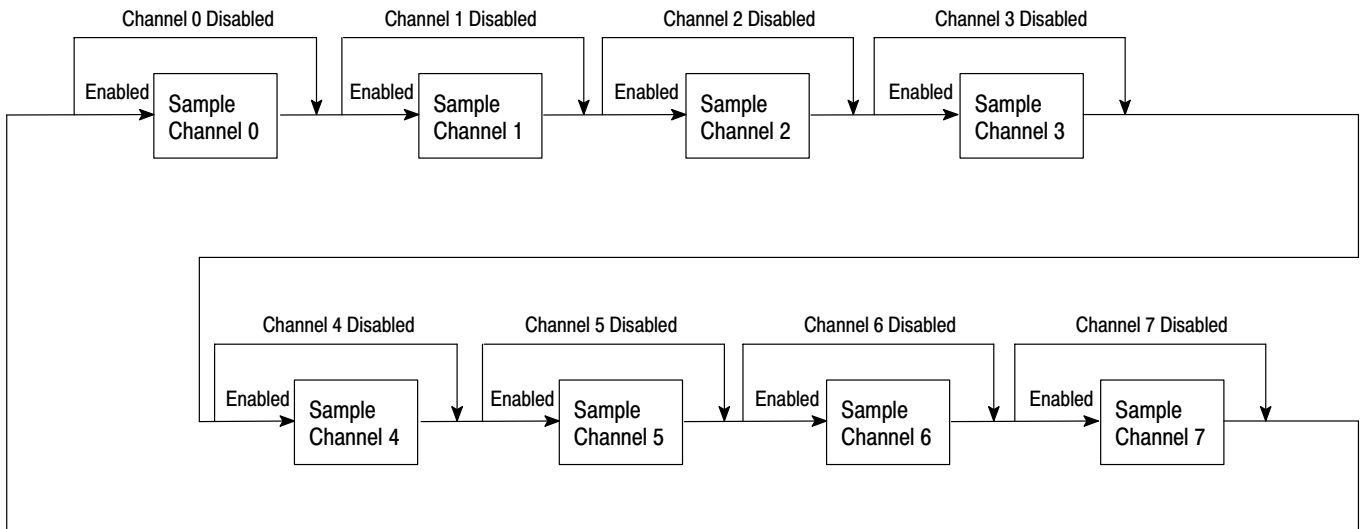 Channel 0 Disabled
Channel 1 Disabled
Channel 2 Disabled
Channel 3 Disabled
Enabled
Sample
Channel 0
Enabled
Sample
Channel 1
Enabled
Sample
Channel 2
Enabled
Sample
Channel 3
Channel 4 Disabled
Channel 5 Disabled
Channel 6 Disabled
Channel 7 Disabled
Enabled
Sample
Channel 4
Enabled
Sample
Channel 5
Enabled
Sample
Channel 6
Enabled
Sample
Channel 7